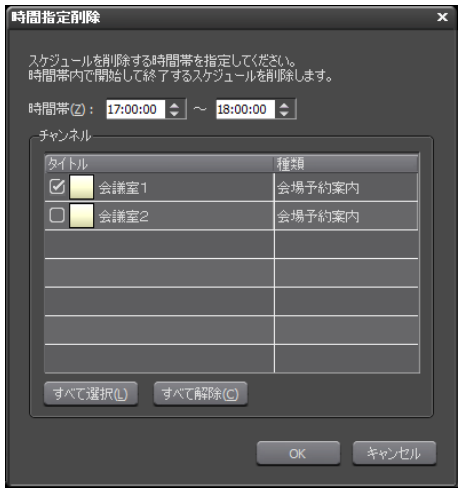 時間指定削除
スケジュールを削除する時間帯を指定してください。
時間帯内で開始して終了するスケジュールを削除します。
時間帯(Z): 17:00:00 ～ 18:00:00
チャンネル
タイトル 種類
会議室1 会場予約案内
会議室2 会場予約案内
すべて選択(L) すべて解除(C)
OK キャンセル